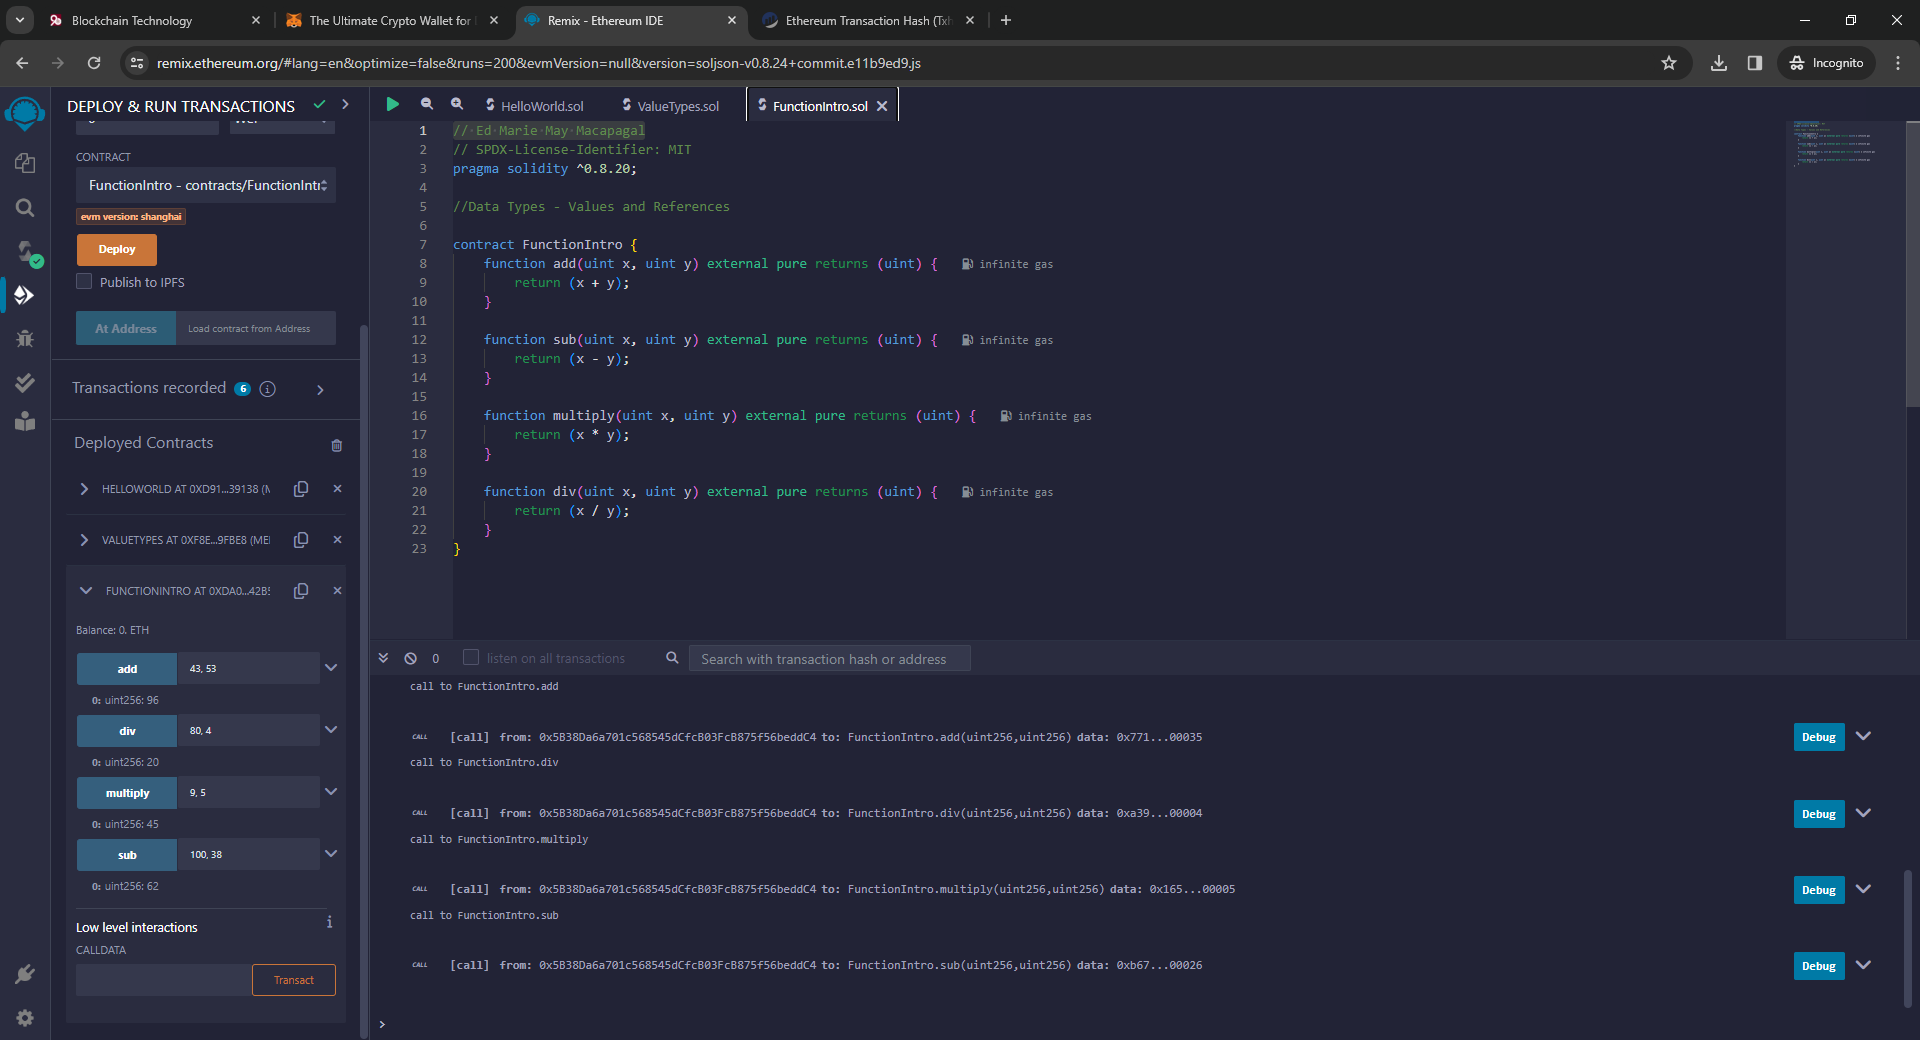 Blockchain Technology
The Ultimate Crypto Wallet for
Remix - Ethereum IDE
Ethereum Transaction Hash (Txh
remix.ethereum.org/#lang=en&optimize=false&runs=200&evmVersion=null&version=soljson-v0.8.24+commit.e11b9ed9.js
Incognito
DEPLOY & RUN TRANSACTIONS
CONTRACT
FunctionIntro - contracts/FunctionIntr
evm version: shanghai
Deploy
Publish to IPFS
At Address
Load contract from Address
Transactions recorded 6
Deployed Contracts
HELLOWORLD AT 0XD91...39138 (M
VALUETYPES AT 0XF8E...9FBE8 (MEI
FUNCTIONINTRO AT 0XDA0...42B5
Balance: 0. ETH
add 43, 53
0: uint256: 96
div 80, 4
0: uint256: 20
multiply 9, 5
0: uint256: 45
sub 100, 38
0: uint256: 62
Low level interactions
CALLDATA
Transact
HelloWorld.sol
ValueTypes.sol
FunctionIntro.sol
1 // Ed Marie May Macapagal
2 // SPDX-License-Identifier: MIT
3 pragma solidity ^0.8.20;
4
5 //Data Types - Values and References
6
7 contract FunctionIntro {
8 function add(uint x, uint y) external pure returns (uint) { infinite gas
9 return (x + y);
10 }
11
12 function sub(uint x, uint y) external pure returns (uint) { infinite gas
13 return (x - y);
14 }
15
16 function multiply(uint x, uint y) external pure returns (uint) { infinite gas
17 return (x * y);
18 }
19
20 function div(uint x, uint y) external pure returns (uint) { infinite gas
21 return (x / y);
22 }
23 }
0 listen on all transactions Search with transaction hash or address
call to FunctionIntro.add
CALL [call] from: 0x5B38Da6a701c568545dCfcB03FcB875f56beddC4 to: FunctionIntro.add(uint256,uint256) data: 0x771...00035 Debug
call to FunctionIntro.div
CALL [call] from: 0x5B38Da6a701c568545dCfcB03FcB875f56beddC4 to: FunctionIntro.div(uint256,uint256) data: 0xa39...00004 Debug
call to FunctionIntro.multiply
CALL [call] from: 0x5B38Da6a701c568545dCfcB03FcB875f56beddC4 to: FunctionIntro.multiply(uint256,uint256) data: 0x165...00005 Debug
call to FunctionIntro.sub
CALL [call] from: 0x5B38Da6a701c568545dCfcB03FcB875f56beddC4 to: FunctionIntro.sub(uint256,uint256) data: 0xb67...00026 Debug
>